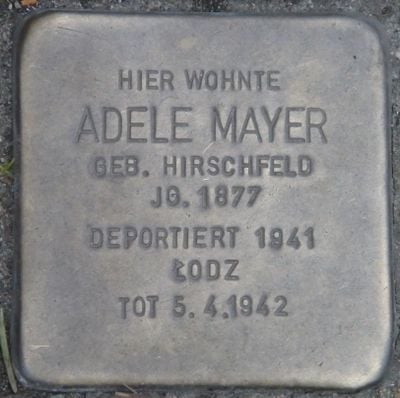 HIER WOHNTE
ADELE MAYER
GEB. HIRSCHFELD
JG. 1877
DEPORTIERT 1941
ŁODZ
TOT 5.4.1942